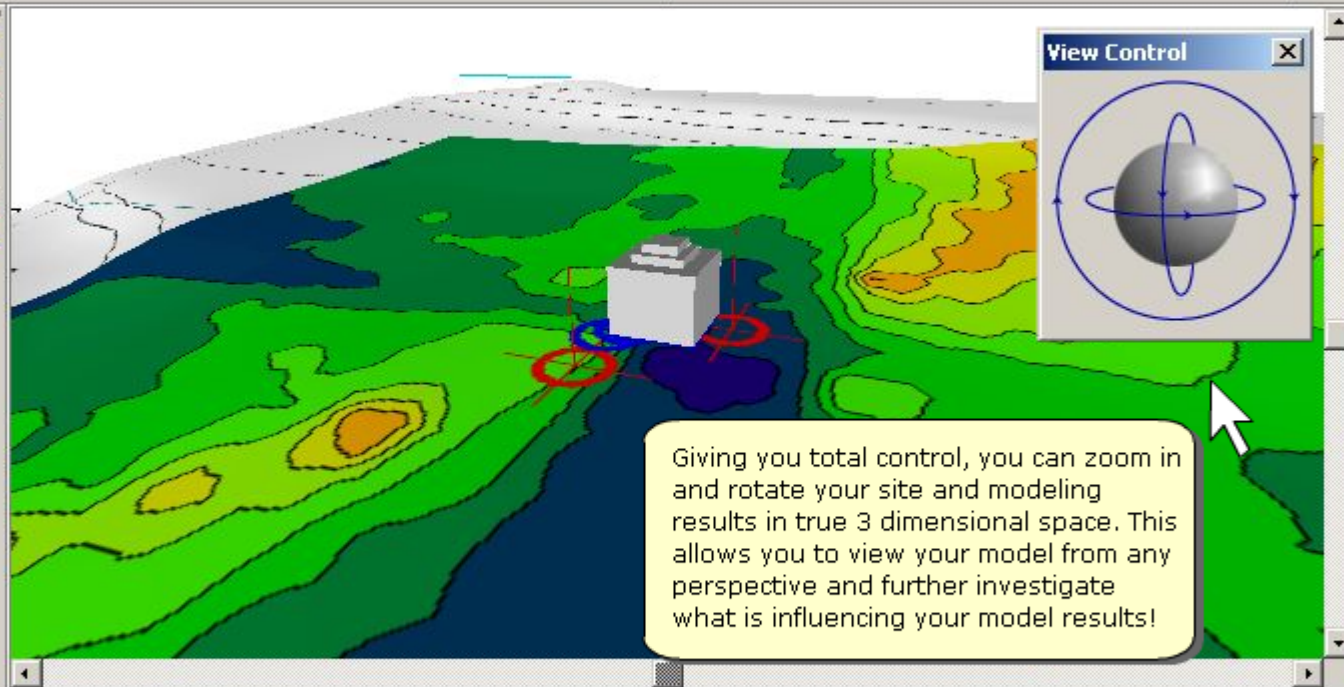 View Control
Giving you total control, you can zoom in
and rotate your site and modeling
results in true 3 dimensional space. This
allows you to view your model from any
perspective and further investigate
what is influencing your model results!